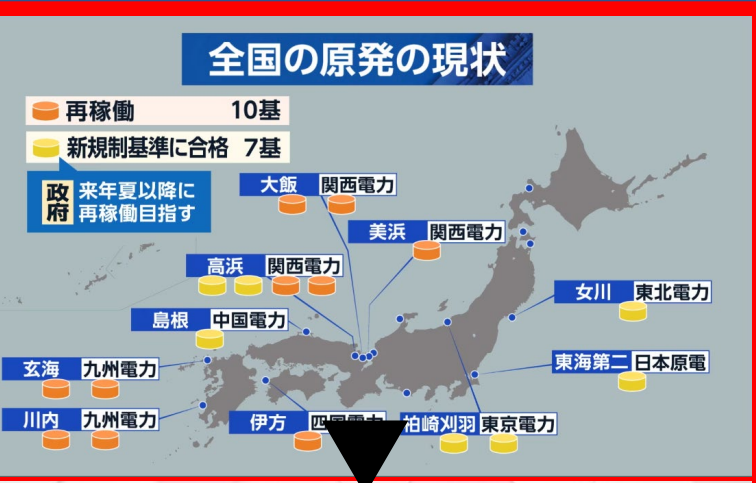 全国の原発の現状
再稼働 10基
新規制基準に合格 7基
政府 来年夏以降に
再稼働目指す
大飯 関西電力
美浜 関西電力
高浜 関西電力
島根 中国電力
玄海 九州電力
川内 九州電力
伊方 四国電力
柏崎刈羽 東京電力
女川 東北電力
東海第二 日本原電